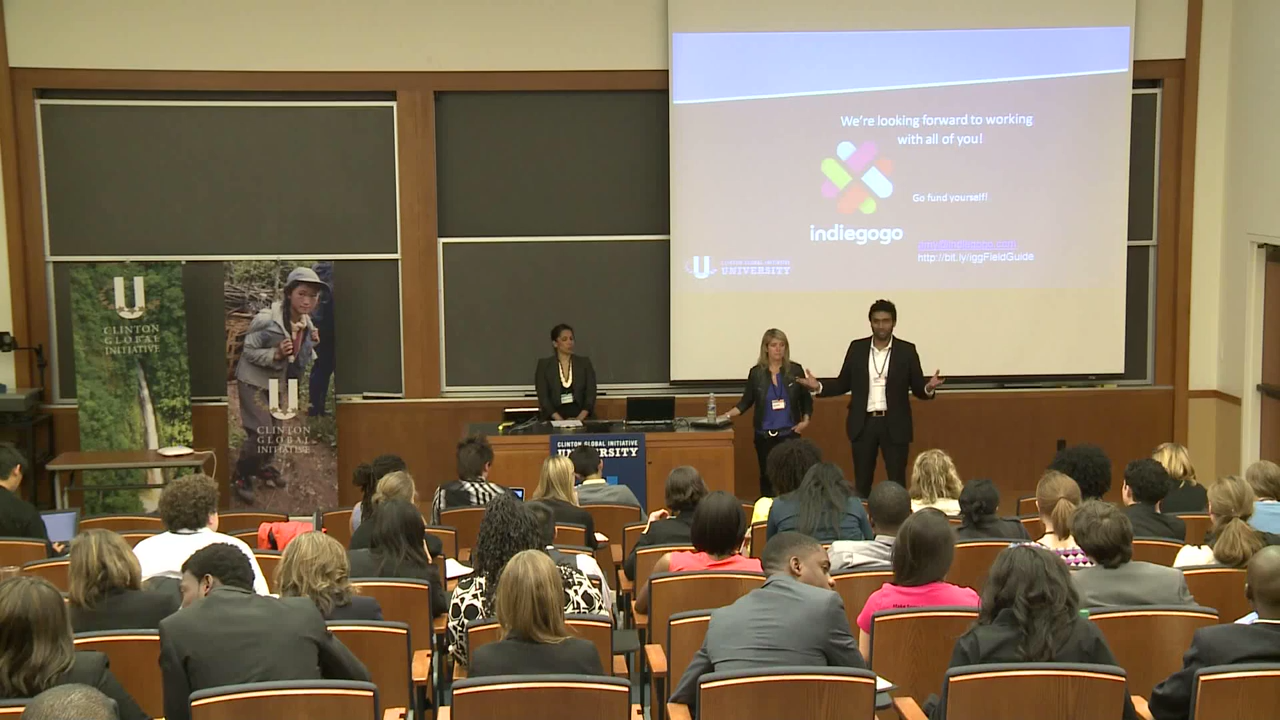 We're looking forward to working
with all of you!
Go fund yourself!
indiegogo
http://bit.ly/iggFieldGuide
U
CLINTON GLOBAL INITIATIVE
UNIVERSITY
U
CLINTON
GLOBAL
INITIATIVE
U
CLINTON
GLOBAL
INITIATIVE
CLINTON GLOBAL INITIATIVE
UNIVERSITY